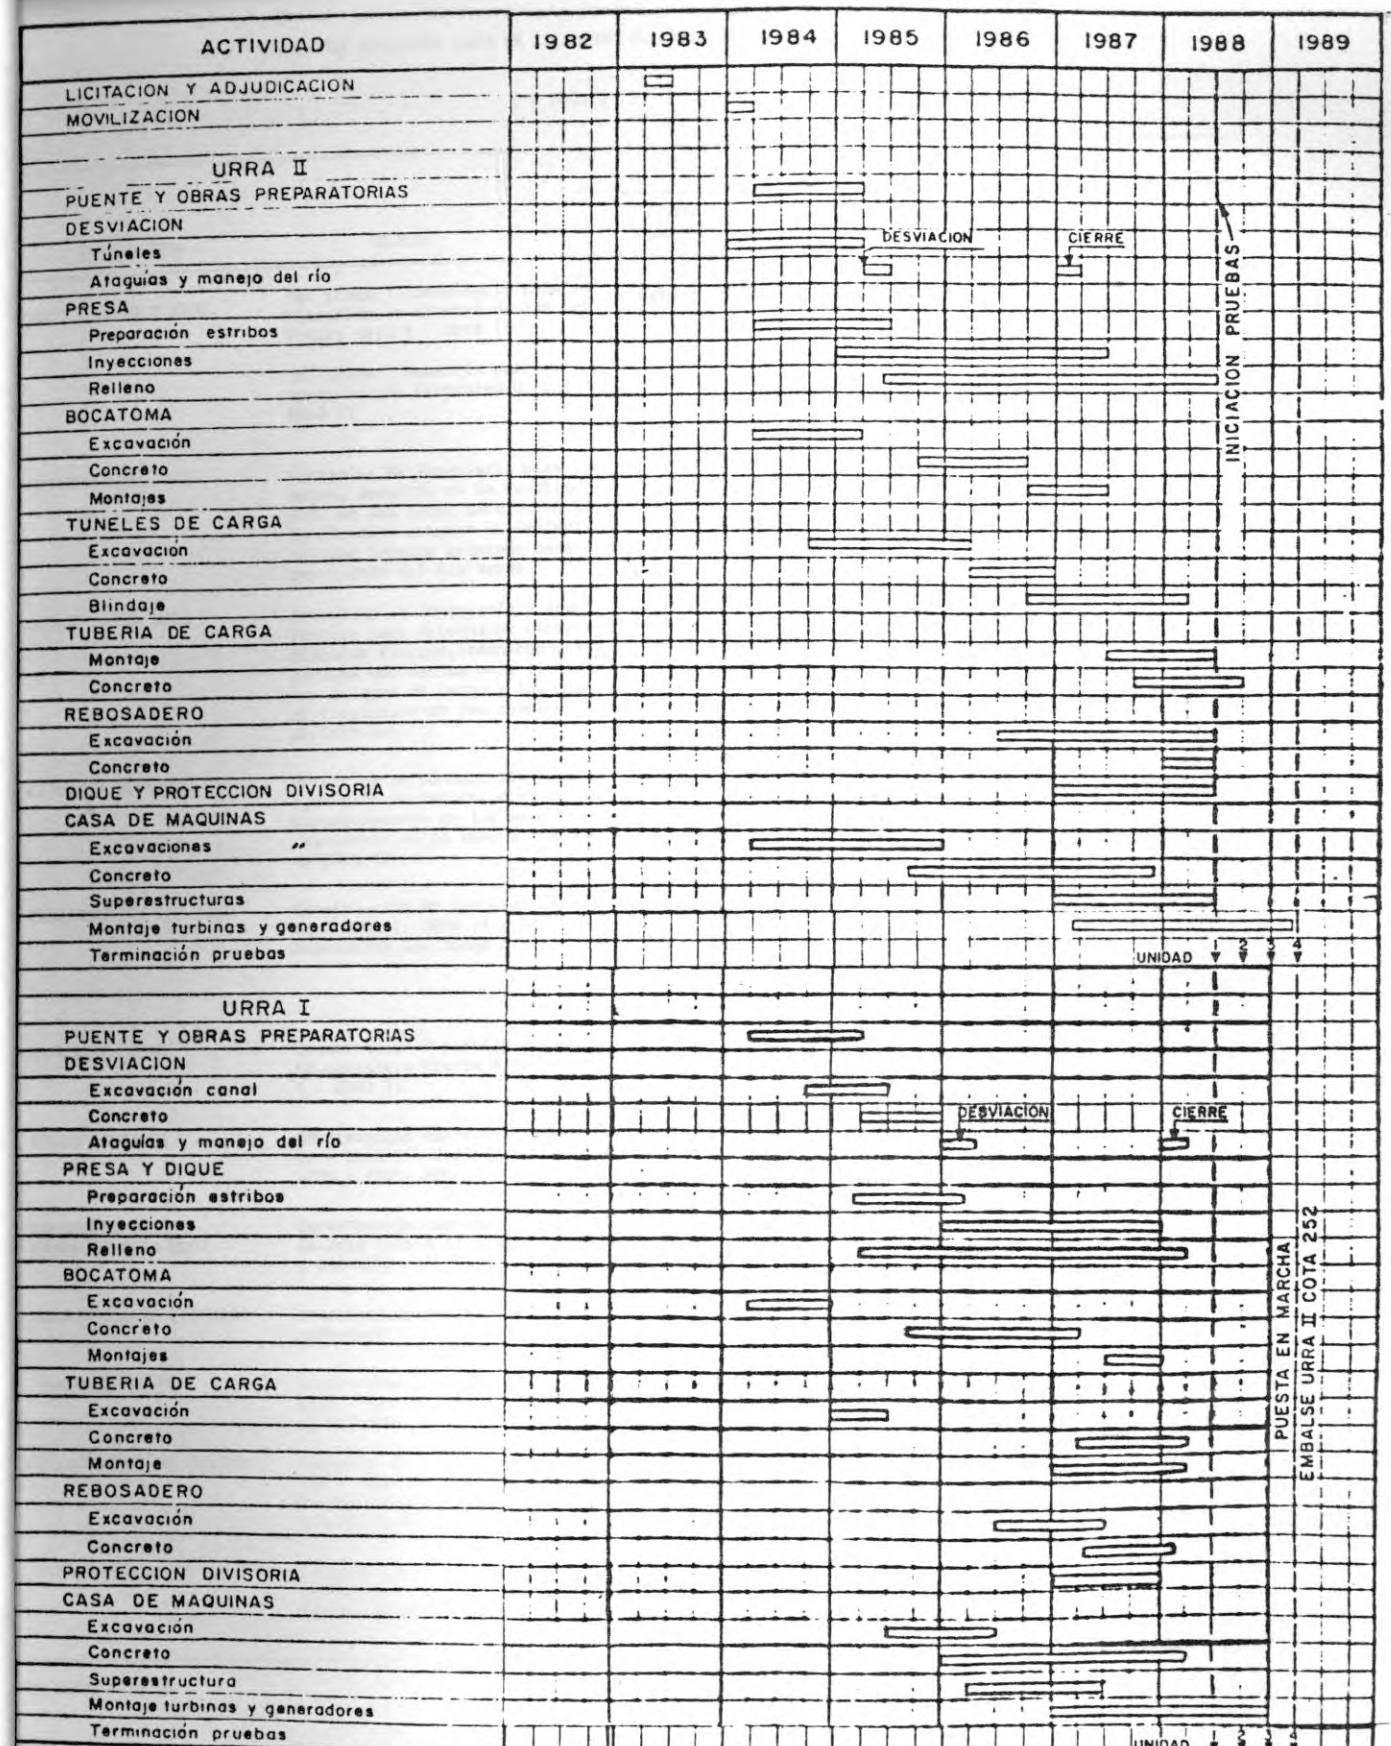 ACTIVIDAD 1982 1983 1984 1985 1986 1987 1988 1989
LICITACION Y ADJUDICACION
MOVILIZACION
URRA II
PUENTE Y OBRAS PREPARATORIAS
DESVIACION
Túneles
DESVIACION CIERRE
Ataguías y manejo del río
PRESA
Preparación estribos
Inyecciones
Relleno
BOCATOMA
Excavación
Concreto
Montajes
TUNELES DE CARGA
Excavación
Concreto
Blindaje
TUBERIA DE CARGA
Montaje
Concreto
REBOSADERO
Excavación
Concreto
DIQUE Y PROTECCION DIVISORIA
CASA DE MAQUINAS
Excavaciones "
Concreto
Superestructuras
Montaje turbinas y generadores
Terminación pruebas UNIDAD 1 2 3 4
INICIACION PRUEBAS
URRA I
PUENTE Y OBRAS PREPARATORIAS
DESVIACION
Excavación canal
Concreto DESVIACION CIERRE
Ataguías y manejo del río
PRESA Y DIQUE
Preparación estribos
Inyecciones
Relleno
BOCATOMA
Excavación
Concreto
Montajes
TUBERIA DE CARGA
Excavación
Concreto
Montaje
REBOSADERO
Excavación
Concreto
PROTECCION DIVISORIA
CASA DE MAQUINAS
Excavación
Concreto
Superestructura
Montaje turbinas y generadores
Terminación pruebas UNIDAD 1 2 3 4
PUESTA EN MARCHA
EMBALSE URRA II COTA 252